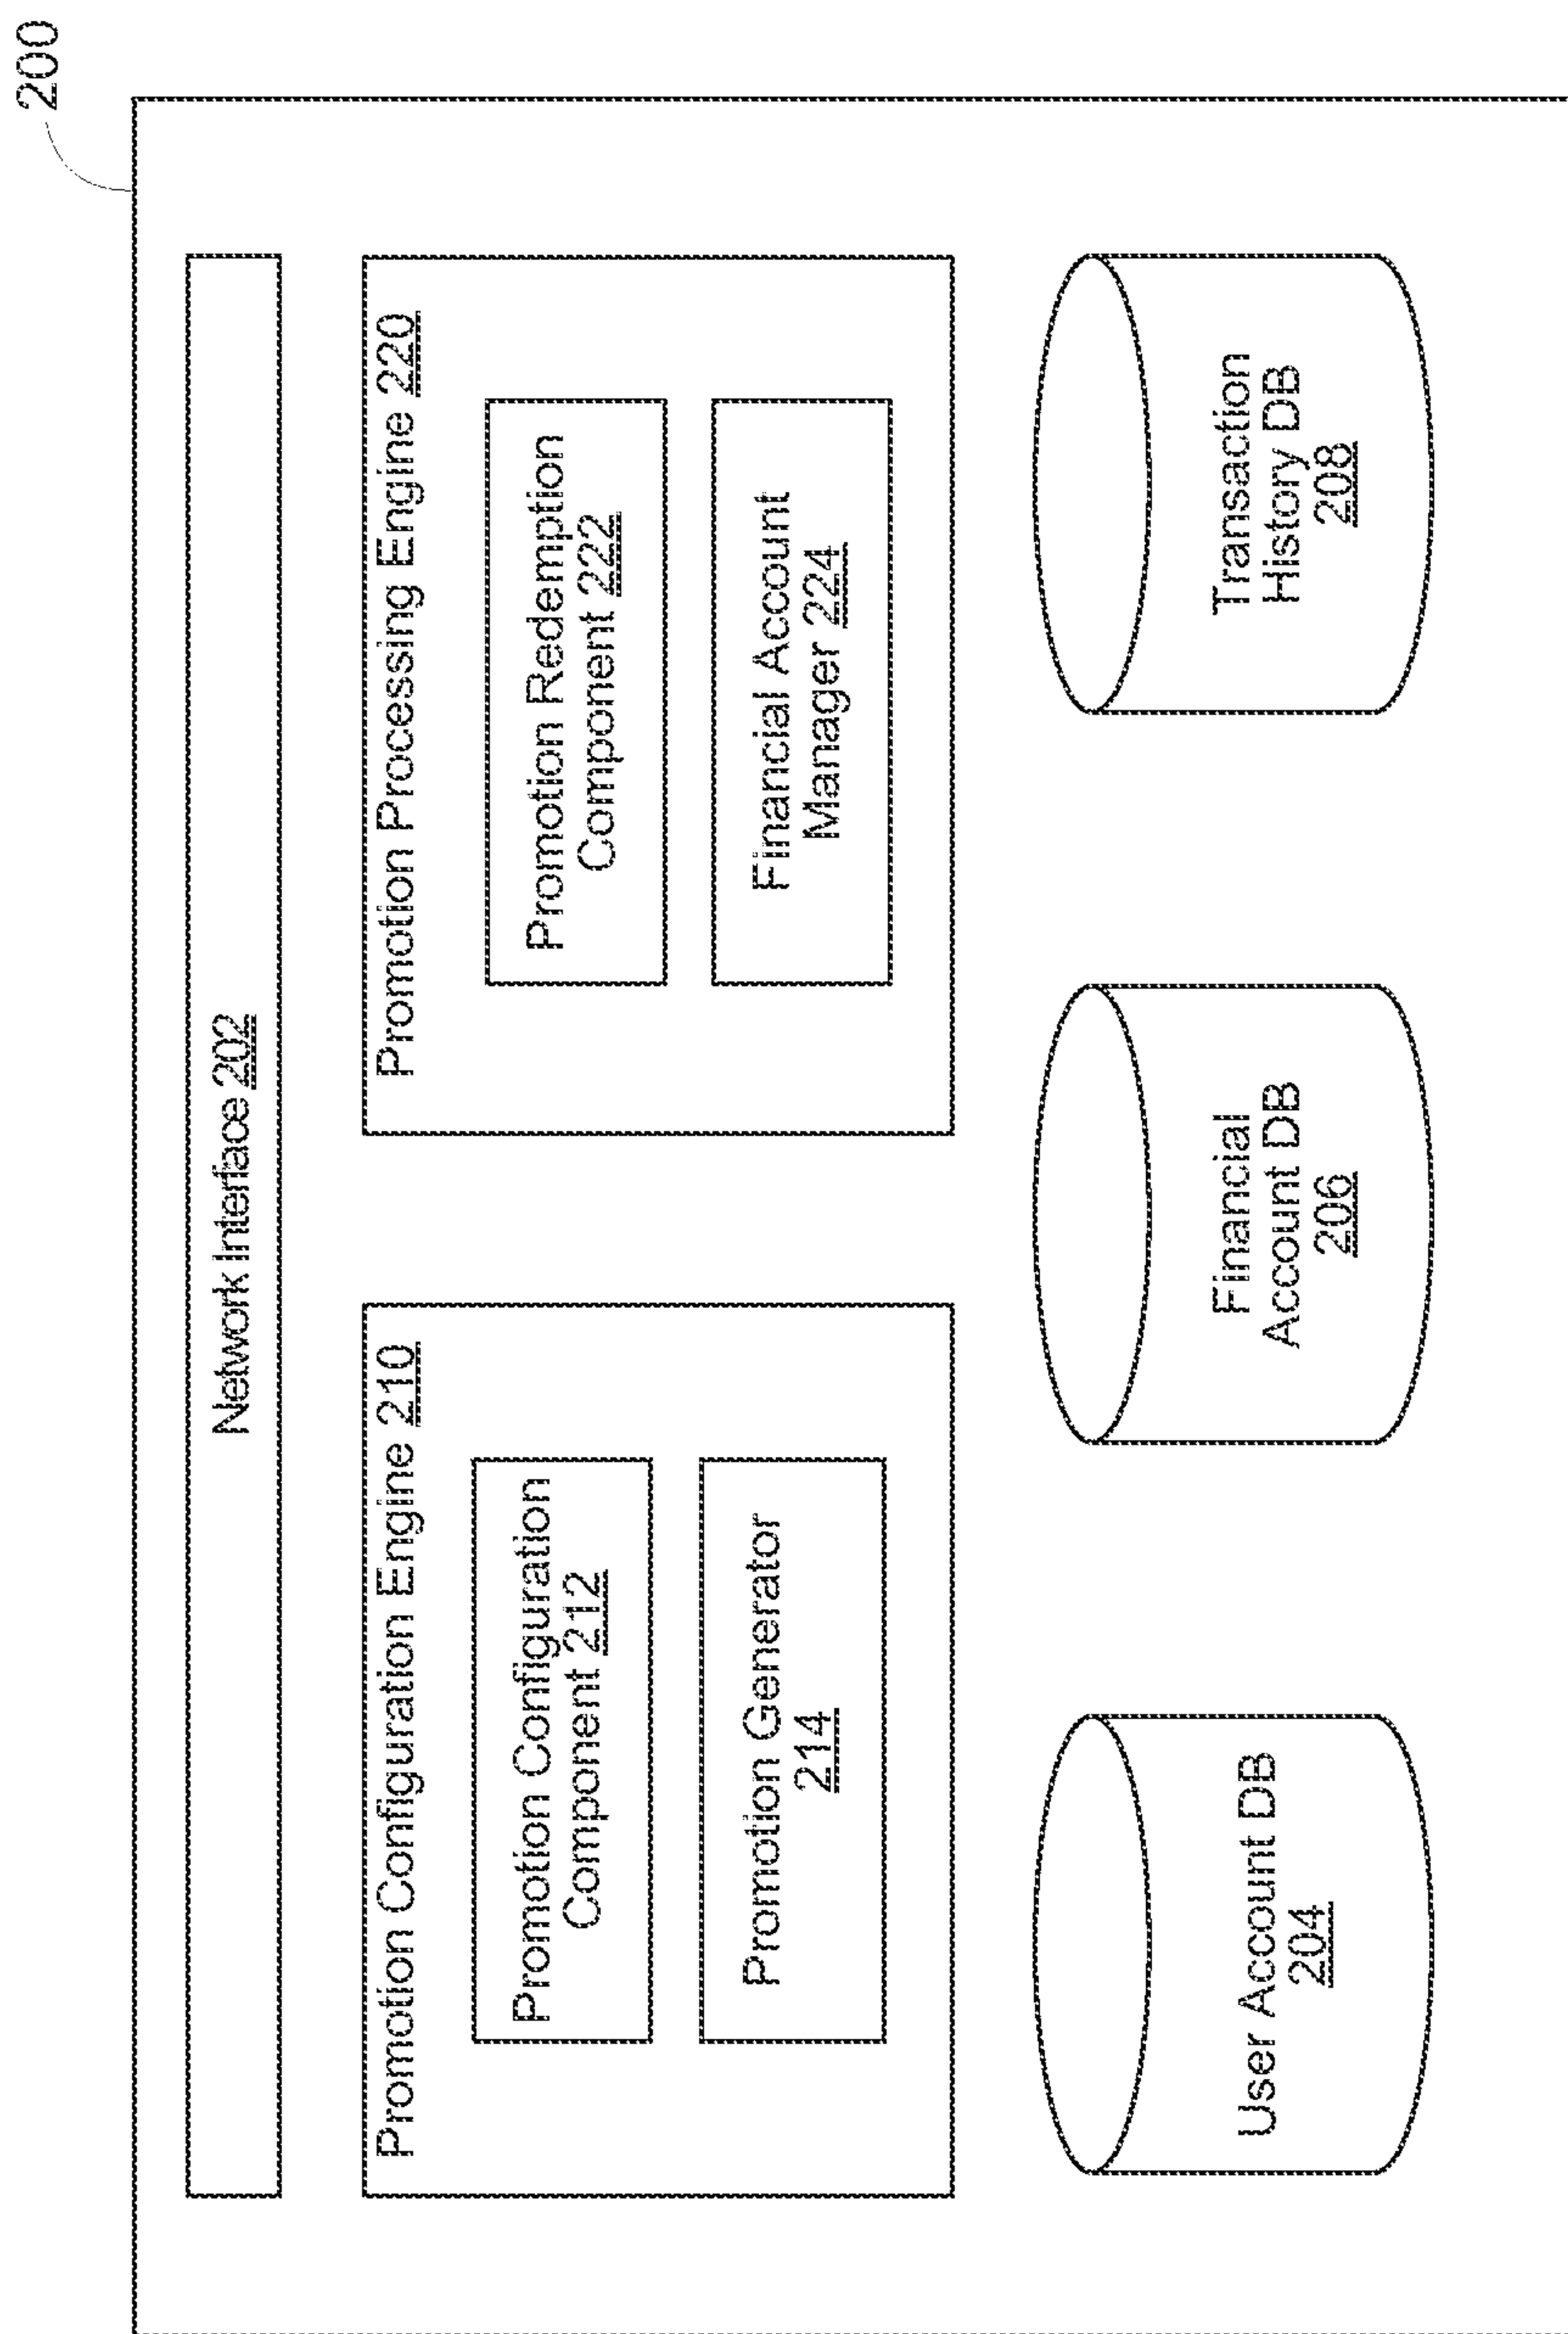 200
Network Interface 202
Promotion Configuration Engine 210
Promotion Configuration
Component 212
Promotion Generator
214
Promotion Processing Engine 220
Promotion Redemption
Component 222
Financial Account
Manager 224
User Account DB
204
Financial
Account DB
206
Transaction
History DB
208